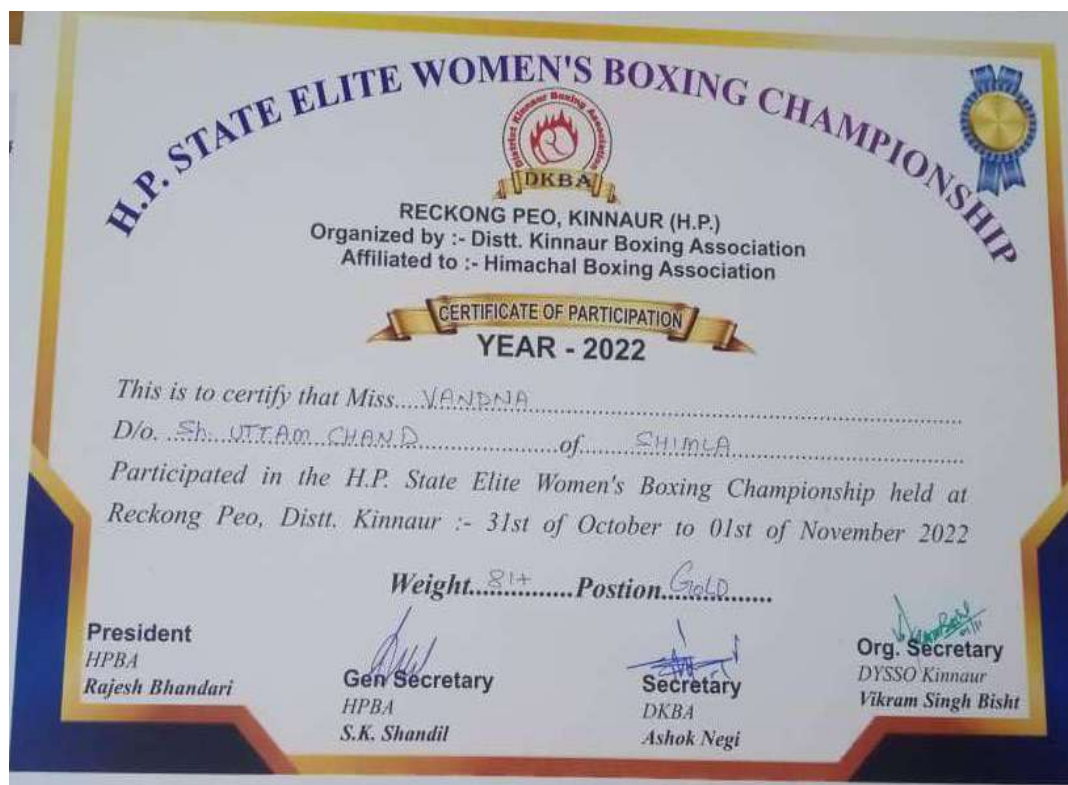 H.P. STATE ELITE WOMEN'S BOXING CHAMPIONSHIP
District Kinnaur Boxing Association
DKBA
RECKONG PEO, KINNAUR (H.P.)
Organized by :- Distt. Kinnaur Boxing Association
Affiliated to :- Himachal Boxing Association
CERTIFICATE OF PARTICIPATION
YEAR - 2022
This is to certify that Miss....VANDNA
D/o. Sh. UTTAM CHAND of SHIMLA
Participated in the H.P. State Elite Women's Boxing Championship held at
Reckong Peo, Distt. Kinnaur :- 31st of October to 01st of November 2022
Weight 81+ Postion GOLD
President
HPBA
Rajesh Bhandari
Gen Secretary
HPBA
S.K. Shandil
Secretary
DKBA
Ashok Negi
Org. Secretary
DYSSO Kinnaur
Vikram Singh Bisht